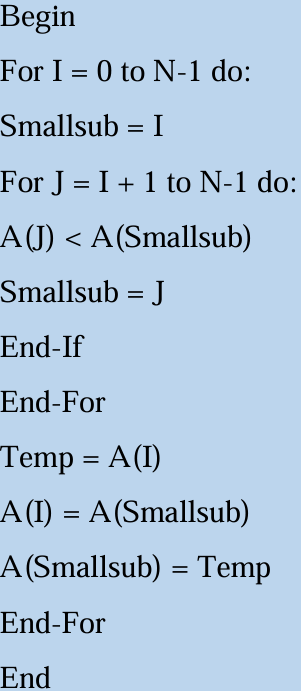 Begin
For I = 0 to N-1 do:
Smallsub = I
For J = I + 1 to N-1 do:
A(J) < A(Smallsub)
Smallsub = J
End-If
End-For
Temp = A(I)
A(I) = A(Smallsub)
A(Smallsub) = Temp
End-For
End